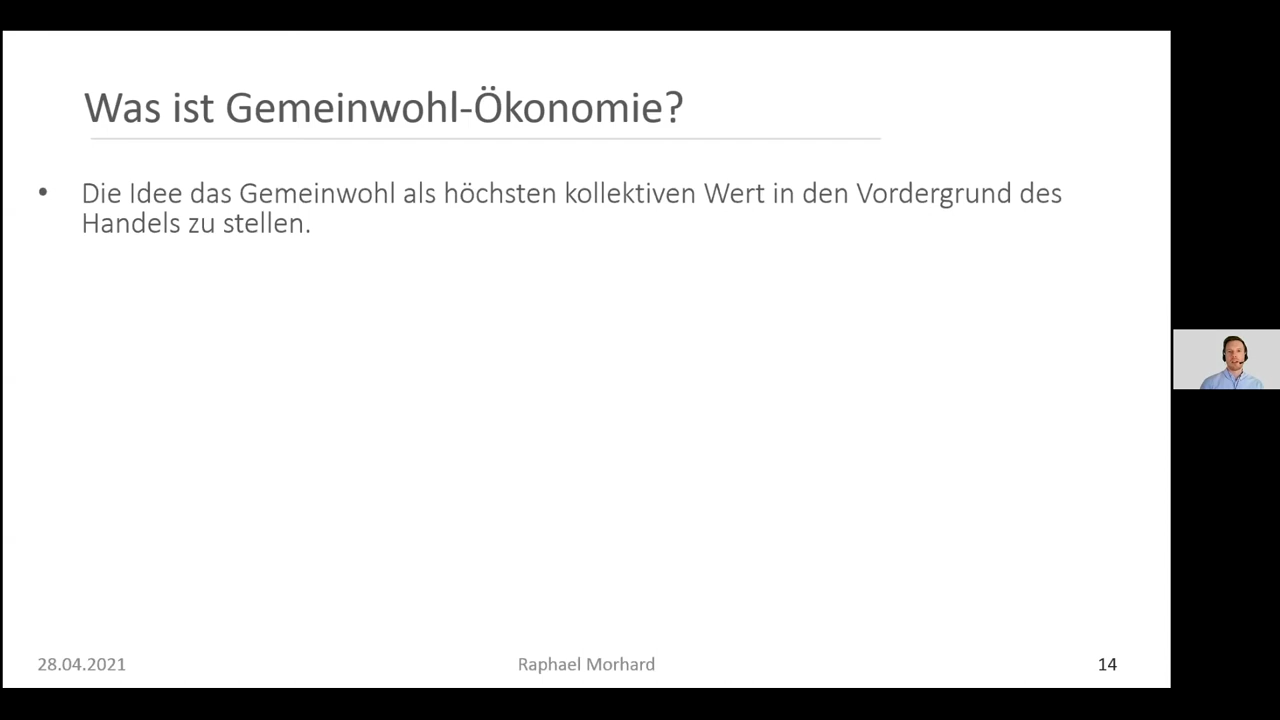 Was ist Gemeinwohl-Ökonomie?
• Die Idee das Gemeinwohl als höchsten kollektiven Wert in den Vordergrund des
Handels zu stellen.
28.04.2021
Raphael Morhard
14